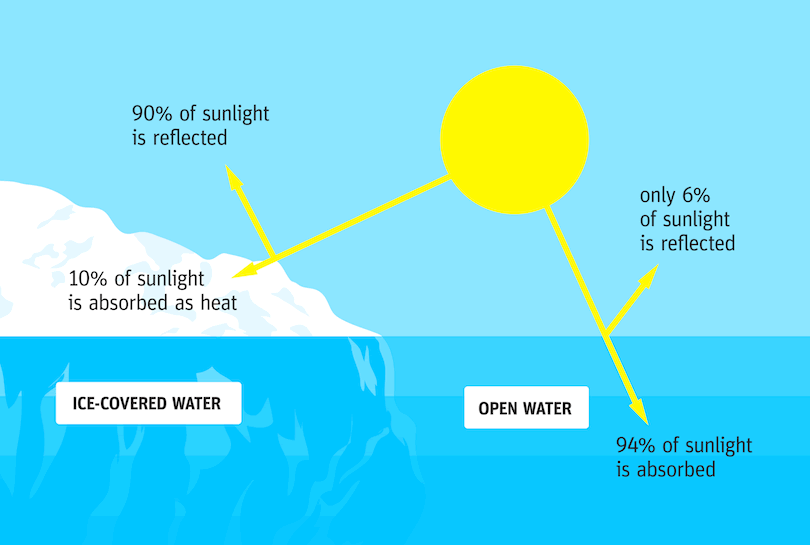 90% of sunlight
is reflected
only 6%
of sunlight
is reflected
10% of sunlight
is absorbed as heat
ICE-COVERED WATER
OPEN WATER
94% of sunlight
is absorbed